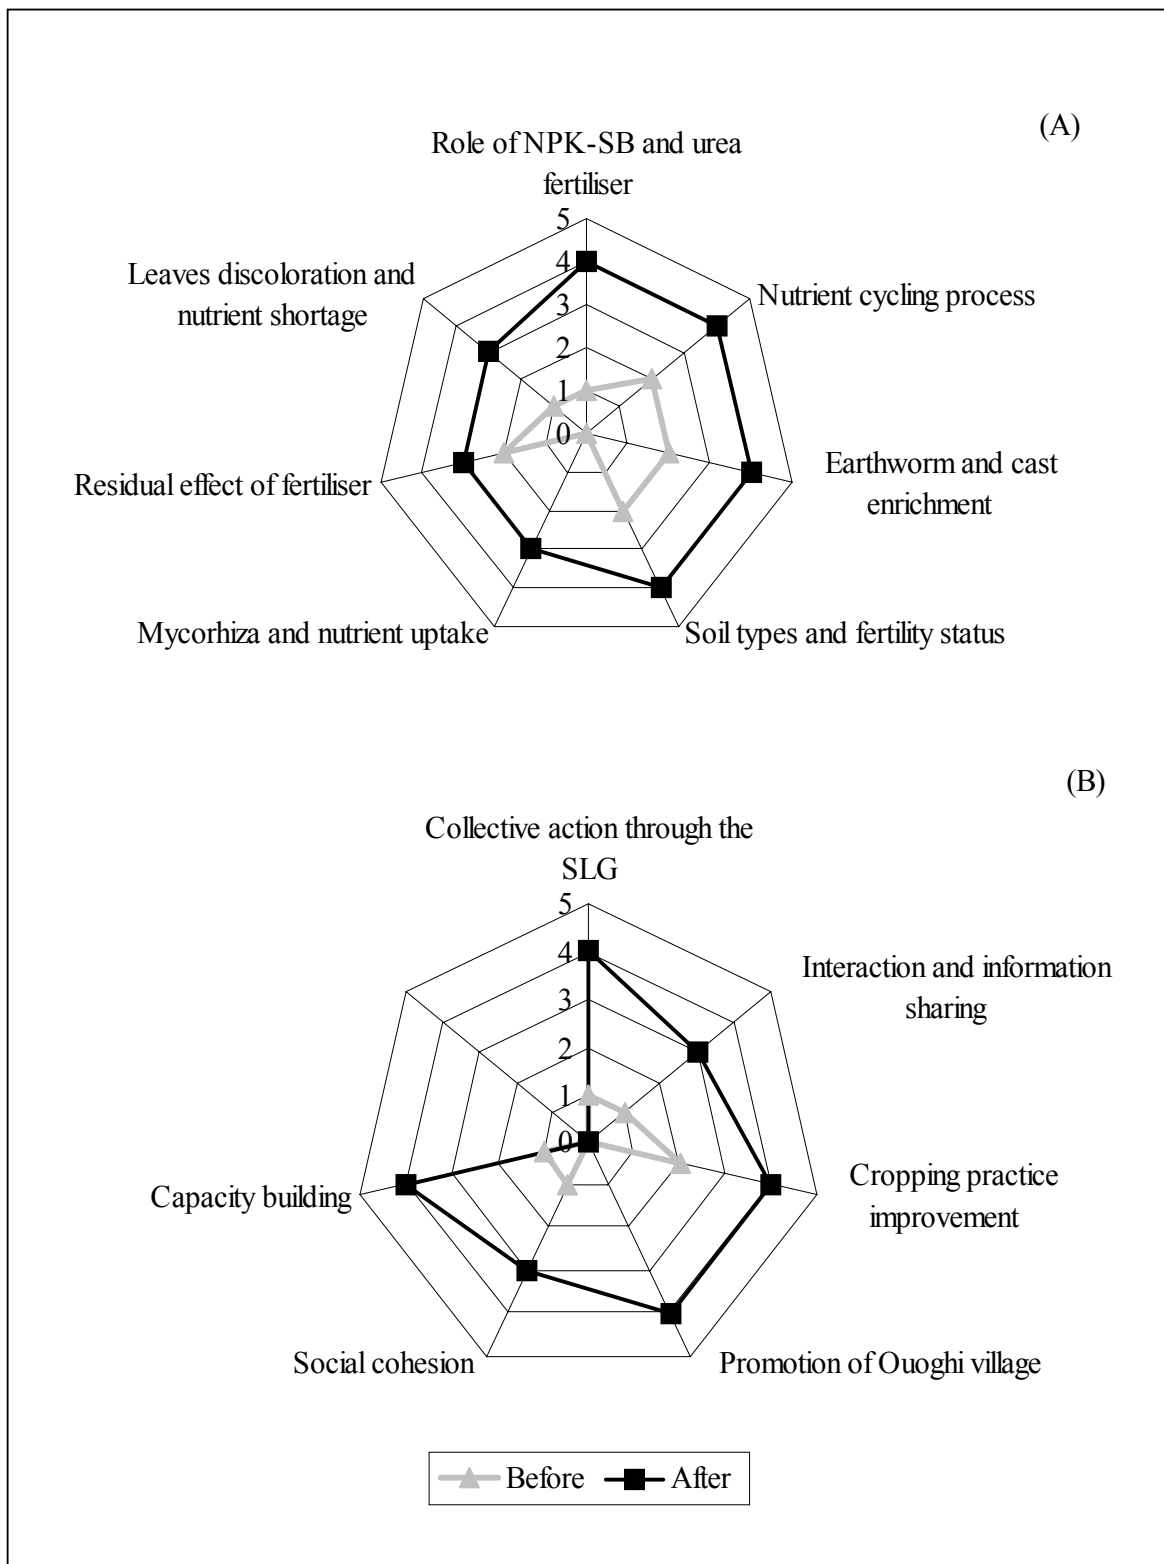 (A)
Role of NPK-SB and urea
fertiliser
5
4
3
2
1
0
Leaves discoloration and
nutrient shortage
Nutrient cycling process
Earthworm and cast
enrichment
Residual effect of fertiliser
Mycorhiza and nutrient uptake
Soil types and fertility status
(B)
Collective action through the
SLG
5
4
3
2
1
0
Interaction and information
sharing
Cropping practice
improvement
Capacity building
Social cohesion
Promotion of Ouoghi village
Before
After